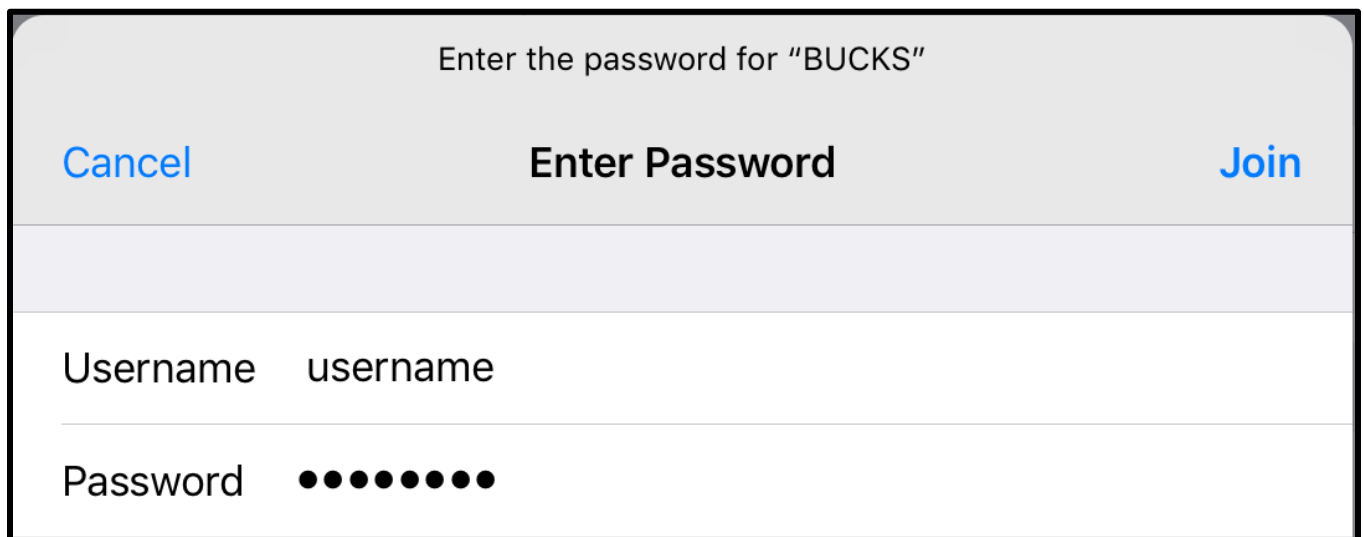 Enter the password for “BUCKS”
Cancel Enter Password Join
Username username
Password ••••••••